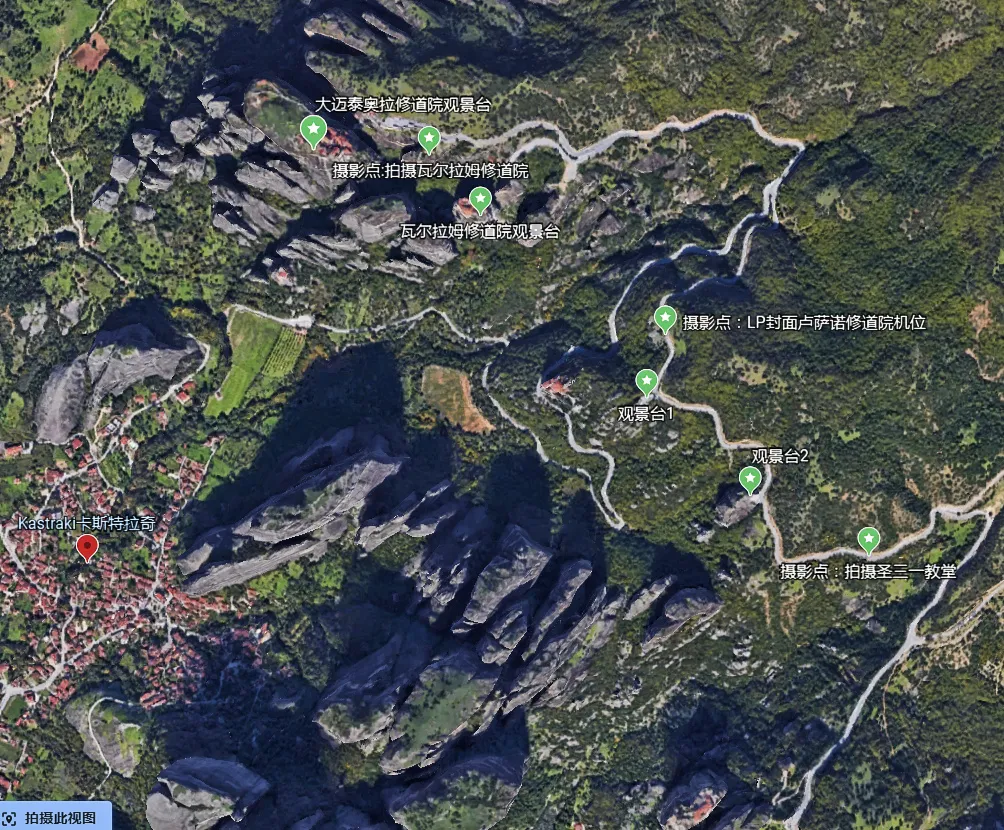 大迈泰奥拉修道院观景台
摄影点:拍摄瓦尔拉姆修道院
瓦尔拉姆修道院观景台
摄影点：LP封面卢萨诺修道院机位
观景台1
观景台2
Kastraki卡斯特拉奇
摄影点：拍摄圣三一教堂
拍摄此视图